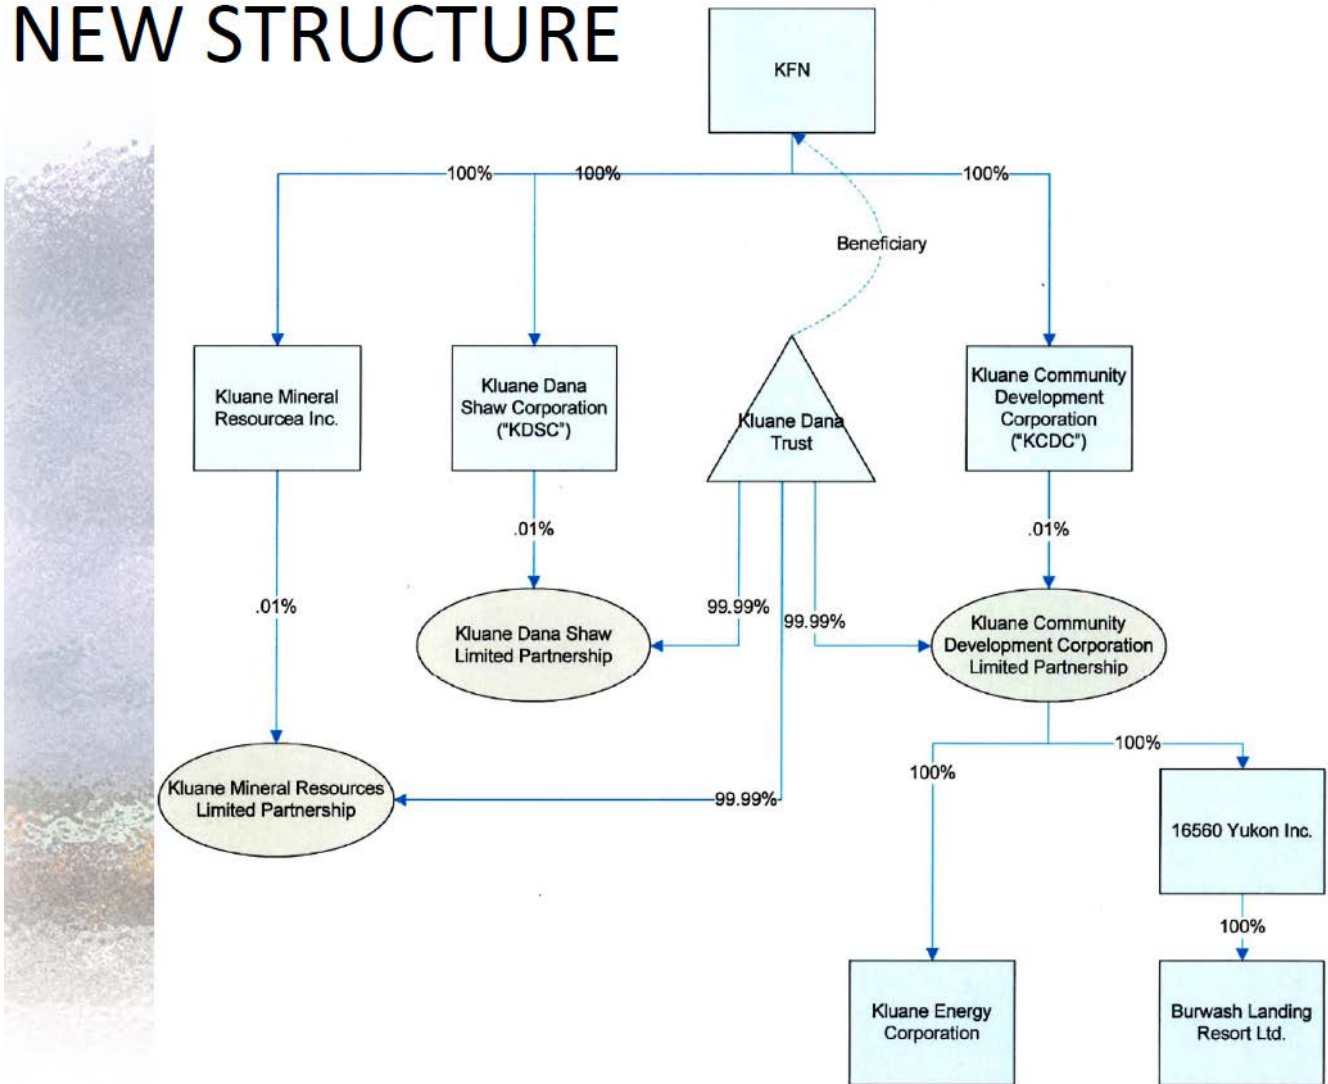 NEW STRUCTURE
KFN
100%
100%
100%
Beneficiary
Kluane Mineral
Resourcea Inc.
Kluane Dana
Shaw Corporation
("KDSC")
Kluane Dana
Trust
Kluane Community
Development
Corporation
("KCDC")
.01%
.01%
.01%
99.99%
99.99%
Kluane Dana Shaw
Limited Partnership
Kluane Community
Development Corporation
Limited Partnership
Kluane Mineral Resources
Limited Partnership
99.99%
100%
100%
16560 Yukon Inc.
100%
Kluane Energy
Corporation
Burwash Landing
Resort Ltd.